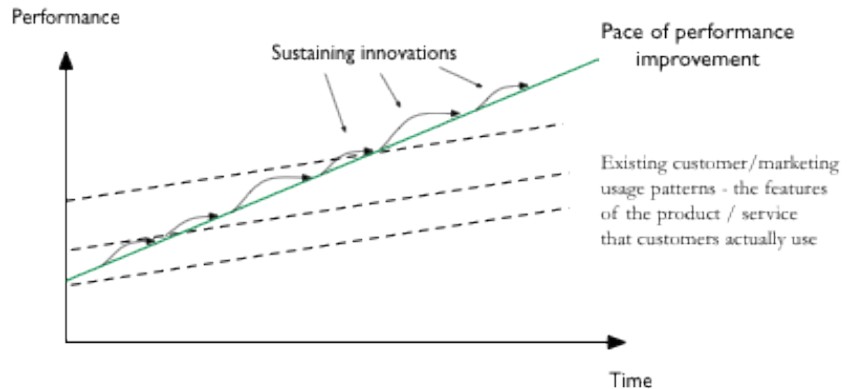 Performance
Sustaining innovations
Pace of performance
improvement
Existing customer/marketing
usage patterns - the features
of the product / service
that customers actually use
Time